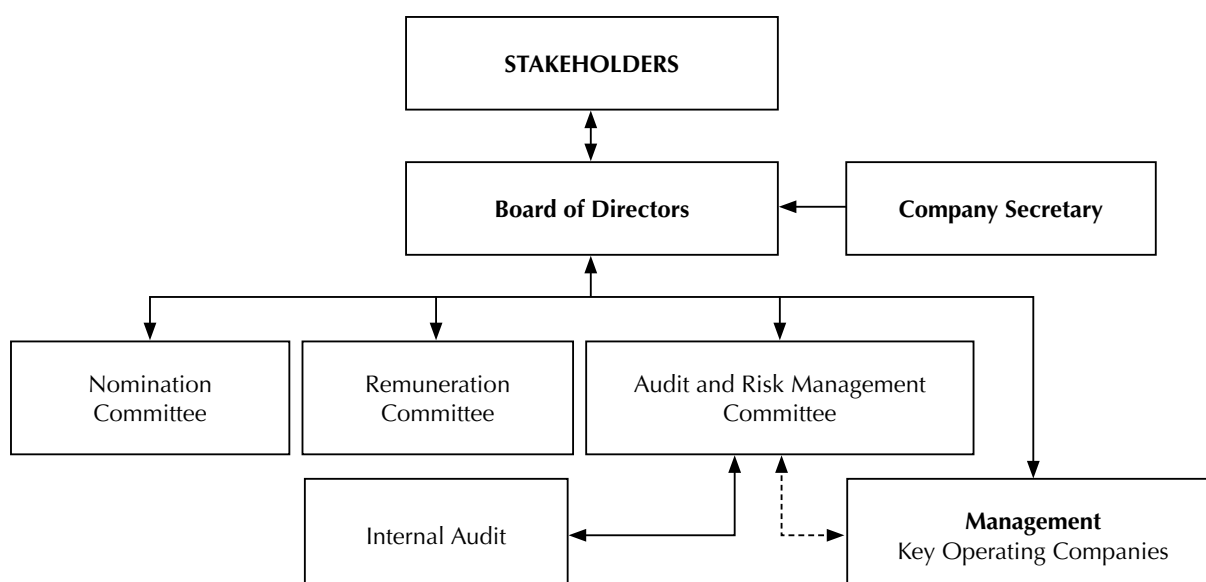 STAKEHOLDERS
Board of Directors
Company Secretary
Nomination
Committee
Remuneration
Committee
Audit and Risk Management
Committee
Internal Audit
Management
Key Operating Companies